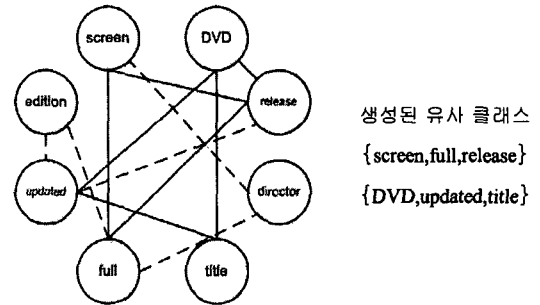 screen
DVD
edition
release
updated
director
full
title
생성된 유사 클래스
{screen,full,release}
{DVD,updated,title}